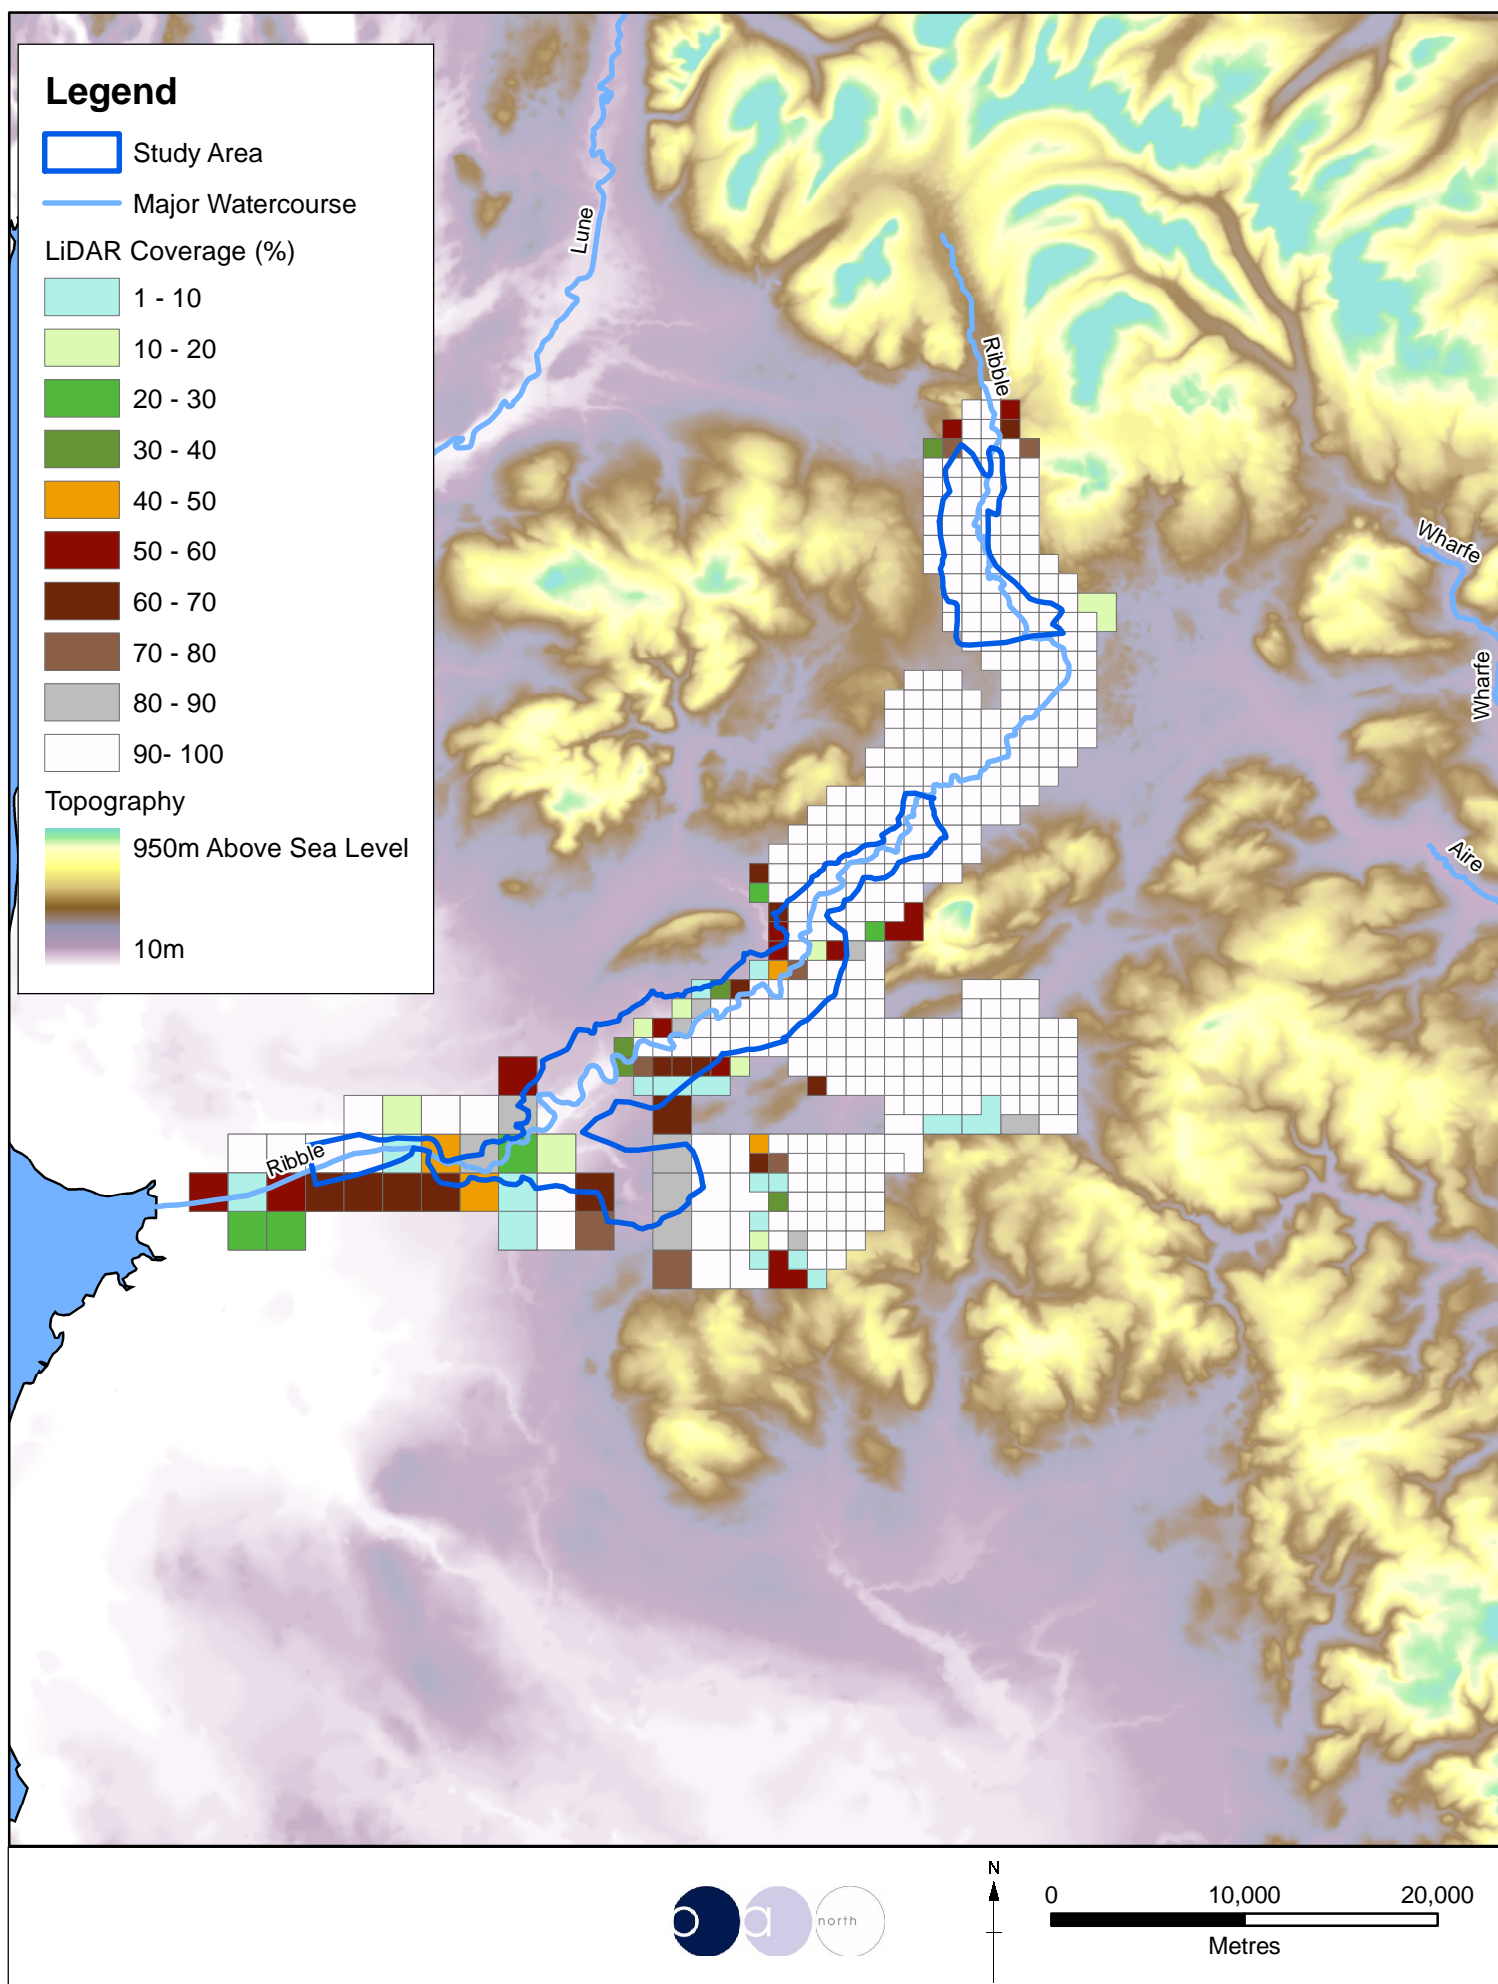 Legend
Study Area
Major Watercourse
LiDAR Coverage (%)
1 - 10
10 - 20
20 - 30
30 - 40
40 - 50
50 - 60
60 - 70
70 - 80
80 - 90
90- 100
Topography
950m Above Sea Level
10m
Lune
Ribble
Wharfe
Wharfe
Aire
Ribble
o a north
N
0 10,000 20,000
Metres